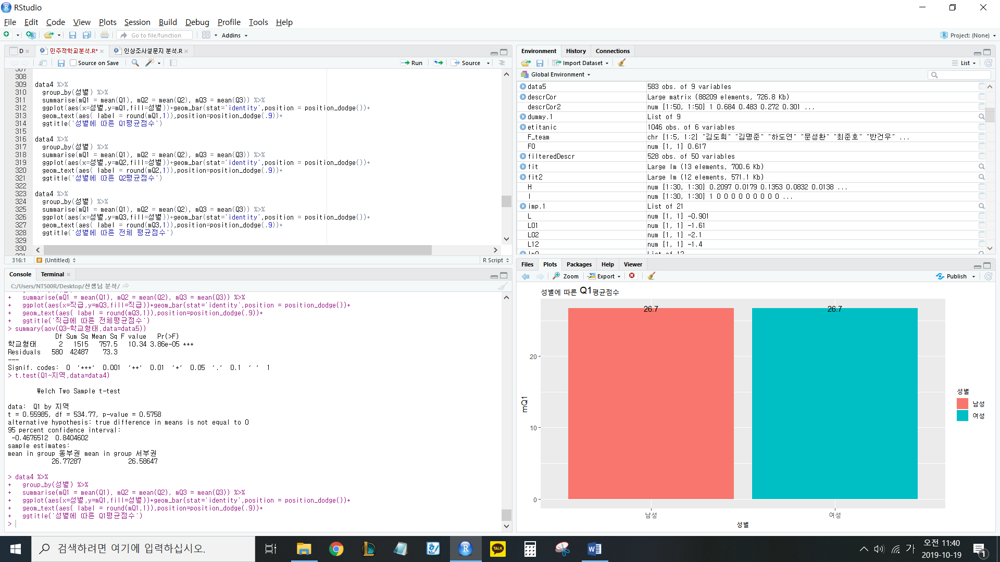 RStudio
File Edit Code View Plots Session Build Debug Profile Tools Help
Go to file/function Addins Project: (None)
D 민주적학교분석.R* 인상조사설문지 분석.R
Source on Save Run Source
308
309 data4 %>%
310 group_by(성별) %>%
311 summarise(mQ1 = mean(Q1), mQ2 = mean(Q2), mQ3 = mean(Q3)) %>%
312 ggplot(aes(x=성별,y=mQ1,fill=성별))+geom_bar(stat='identity',position = position_dodge())+
313 geom_text(aes( label = round(mQ1,1)),position=position_dodge(.9))+
314 ggtitle('성별에 따른 Q1평균점수')
315
316 data4 %>%
317 group_by(성별) %>%
318 summarise(mQ1 = mean(Q1), mQ2 = mean(Q2), mQ3 = mean(Q3)) %>%
319 ggplot(aes(x=성별,y=mQ2,fill=성별))+geom_bar(stat='identity',position = position_dodge())+
320 geom_text(aes( label = round(mQ2,1)),position=position_dodge(.9))+
321 ggtitle('성별에 따른 Q2평균점수')
322
323 data4 %>%
324 group_by(성별) %>%
325 summarise(mQ1 = mean(Q1), mQ2 = mean(Q2), mQ3 = mean(Q3)) %>%
326 ggplot(aes(x=성별,y=mQ3,fill=성별))+geom_bar(stat='identity',position = position_dodge())+
327 geom_text(aes( label = round(mQ3,1)),position=position_dodge(.9))+
328 ggtitle('성별에 따른 전체 평균점수')
329
330
316:1 (Untitled) R Script
Console Terminal
C:/Users/NT500R/Desktop/선생님 분석/
+ summarise(mQ1 = mean(Q1), mQ2 = mean(Q2), mQ3 = mean(Q3)) %>%
+ ggplot(aes(x=직급,y=mQ3,fill=직급))+geom_bar(stat='identity',position = position_dodge())+
+ geom_text(aes( label = round(mQ3,1)),position=position_dodge(.9))+
+ ggtitle('직급에 따른 전체평균점수')
> summary(aov(Q3~학교형태,data=data5))
Df Sum Sq Mean Sq F value Pr(>F)
학교형태 2 1515 757.5 10.34 3.86e-05 ***
Residuals 580 42487 73.3
---
Signif. codes: 0 ‘***’ 0.001 ‘**’ 0.01 ‘*’ 0.05 ‘.’ 0.1 ‘ ’ 1
> t.test(Q1~지역,data=data4)
Welch Two Sample t-test
data: Q1 by 지역
t = 0.55985, df = 534.77, p-value = 0.5758
alternative hypothesis: true difference in means is not equal to 0
95 percent confidence interval:
-0.4676512 0.8404602
sample estimates:
mean in group 동부권 mean in group 서부권
26.77287 26.58647
> data4 %>%
+ group_by(성별) %>%
+ summarise(mQ1 = mean(Q1), mQ2 = mean(Q2), mQ3 = mean(Q3)) %>%
+ ggplot(aes(x=성별,y=mQ1,fill=성별))+geom_bar(stat='identity',position = position_dodge())+
+ geom_text(aes( label = round(mQ1,1)),position=position_dodge(.9))+
+ ggtitle('성별에 따른 Q1평균점수')
>
Environment History Connections
Import Dataset List
Global Environment
data5 583 obs. of 9 variables
descrCor Large matrix (88209 elements, 726.8 Kb)
descrCor2 num [1:50, 1:50] 1 0.684 0.483 0.272 0.301 ...
dummy.1 List of 9
etitanic 1046 obs. of 6 variables
F_team chr [1:5, 1:2] "김도희" "김명준" "하도연" "문성환" "최준호" "반건우" ...
F0 num [1, 1] 0.617
filteredDescr 528 obs. of 50 variables
fit Large lm (13 elements, 700.6 Kb)
fit2 Large lm (12 elements, 571.1 Kb)
H num [1:30, 1:30] 0.2097 0.0179 0.1353 0.0832 0.0138 ...
I num [1:30, 1:30] 1 0 0 0 0 0 0 0 0 0 ...
imp.1 List of 21
L num [1, 1] -0.901
L01 num [1, 1] -1.61
L02 num [1, 1] -2.1
L12 num [1, 1] -1.4
Files Plots Packages Help Viewer
Zoom Export Publish
성별에 따른 Q1평균점수
26.7 26.7
20
10
0
mQ1
남성 여성
성별
성별
남성
여성
검색하려면 여기에 입력하십시오.
TALK
가
오전 11:40
2019-10-19
1